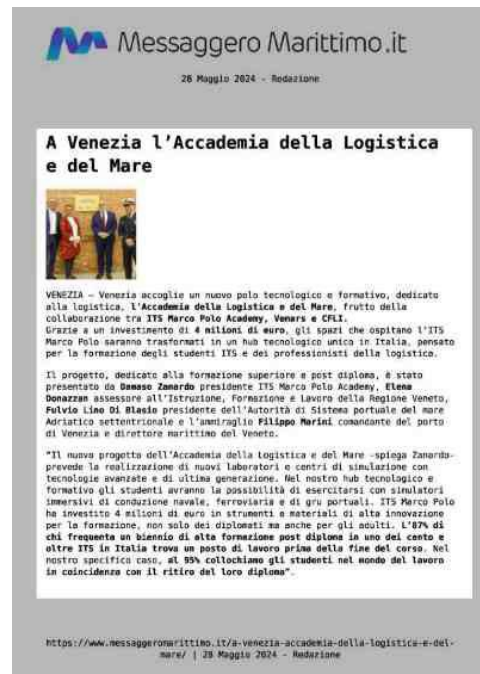 Messaggero Marittimo.it
28 Maggio 2024 - Redazione
A Venezia l'Accademia della Logistica
e del Mare
VENEZIA – Venezia accoglie un nuovo polo tecnologico e formativo, dedicato
alla logistica, l'Accademia della Logistica e del Mare, frutto della
collaborazione tra ITS Marco Polo Academy, Venars e CFLI.
Grazie a un investimento di 4 milioni di euro, gli spazi che ospitano l'ITS
Marco Polo saranno trasformati in un hub tecnologico unico in Italia, pensato
per la formazione degli studenti ITS e dei professionisti della logistica.
Il progetto, dedicato alla formazione superiore e post diploma, è stato
presentato da Damaso Zanardo presidente ITS Marco Polo Academy, Elena
Donazzan assessore all'Istruzione, Formazione e Lavoro della Regione Veneto,
Fulvio Lino Di Blasio presidente dell'Autorità di Sistema portuale del mare
Adriatico settentrionale e l'ammiraglio Filippo Marini comandante del porto
di Venezia e direttore marittimo del Veneto.
"Il nuovo progetto dell'Accademia della Logistica e del Mare -spiega Zanardo-
prevede la realizzazione di nuovi laboratori e centri di simulazione con
tecnologie avanzate e di ultima generazione. Nel nostro hub tecnologico e
formativo gli studenti avranno la possibilità di esercitarsi con simulatori
immersivi di conduzione navale, ferroviaria e di gru portuali. ITS Marco Polo
ha investito 4 milioni di euro in strumenti e materiali di alta innovazione
per la formazione, non solo dei diplomati ma anche per gli adulti. L'87% di
chi frequenta un biennio di alta formazione post diploma in uno dei cento e
oltre ITS in Italia trova un posto di lavoro prima della fine del corso. Nel
nostro specifico caso, al 95% collochiamo gli studenti nel mondo del lavoro
in coincidenza con il ritiro del loro diploma".
https://www.messaggeromarittimo.it/a-venezia-accademia-della-logistica-e-del-
mare/ | 28 Maggio 2024 - Redazione